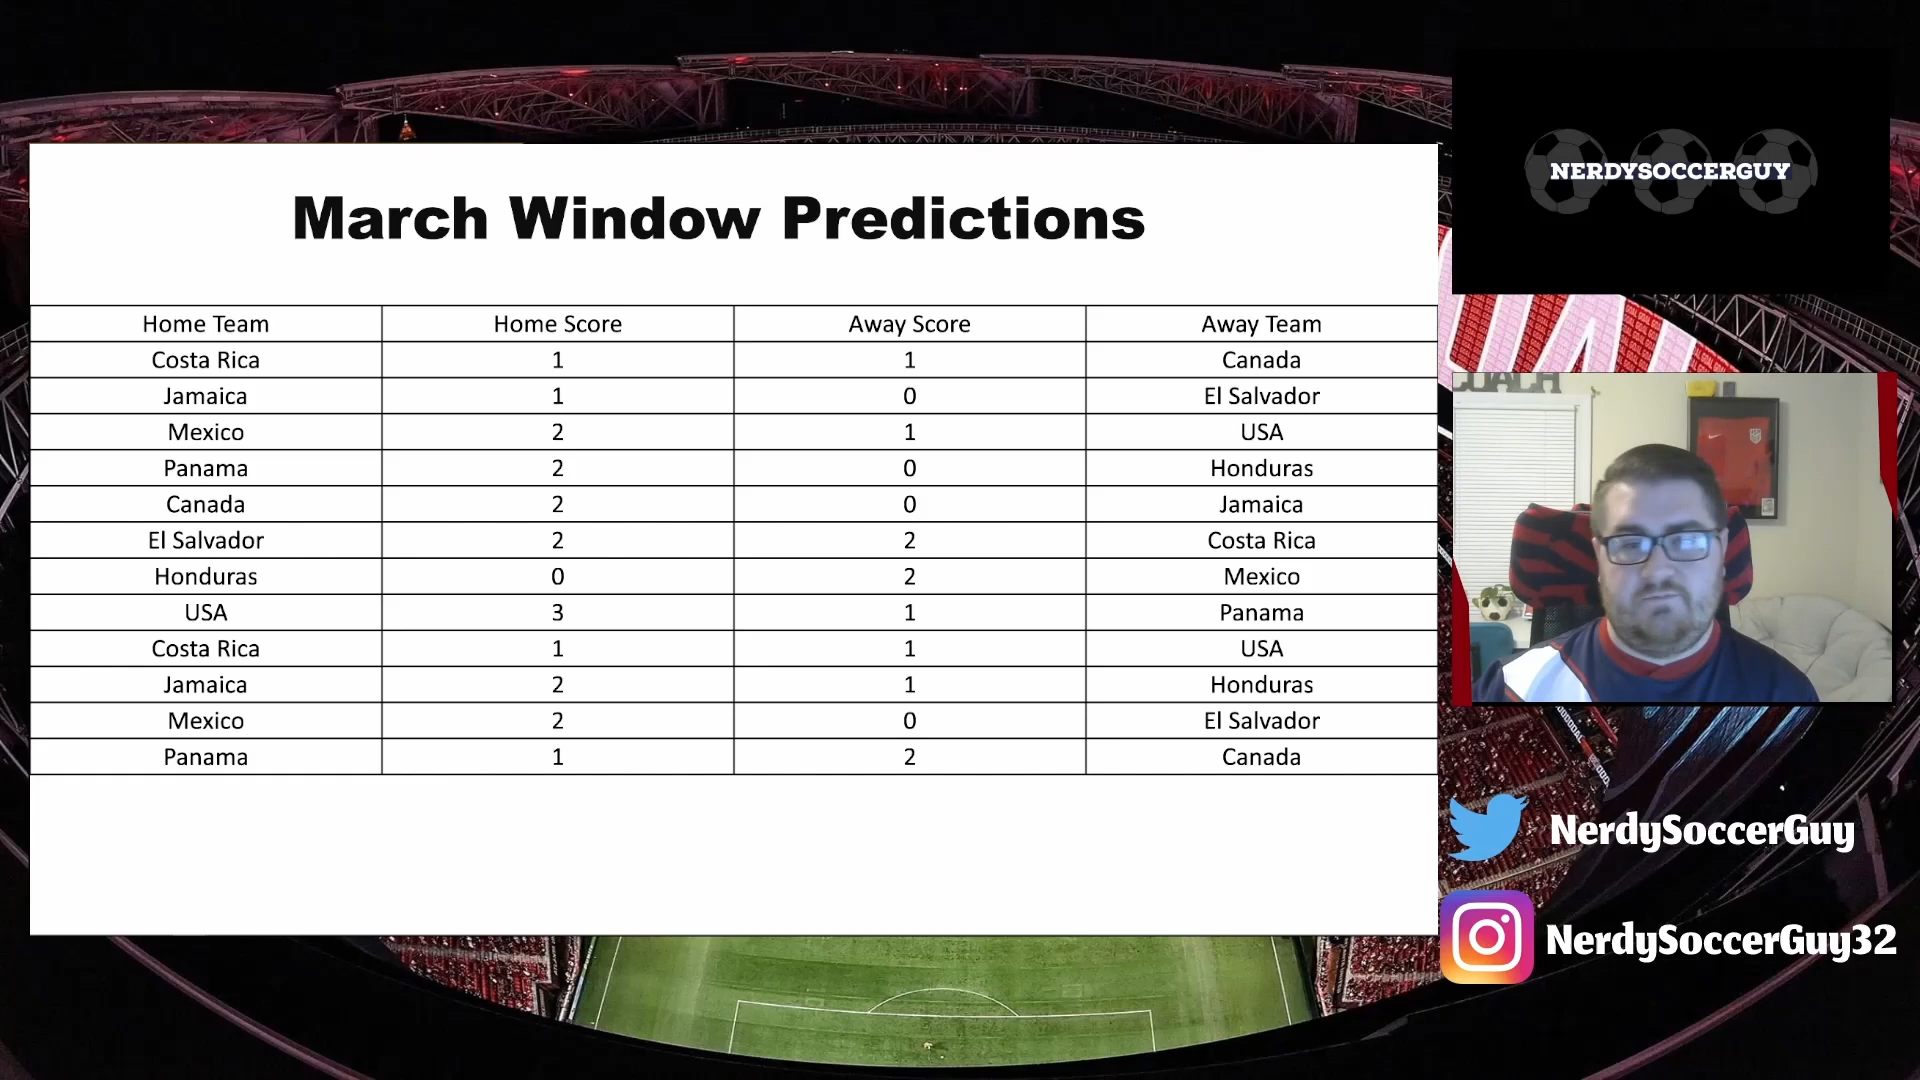 March Window Predictions
Home Team Home Score Away Score Away Team
Costa Rica 1 1 Canada
Jamaica 1 0 El Salvador
Mexico 2 1 USA
Panama 2 0 Honduras
Canada 2 0 Jamaica
El Salvador 2 2 Costa Rica
Honduras 0 2 Mexico
USA 3 1 Panama
Costa Rica 1 1 USA
Jamaica 2 1 Honduras
Mexico 2 0 El Salvador
Panama 1 2 Canada
NERDYSOCCERGUY
COACH
NerdySoccerGuy
NerdySoccerGuy32